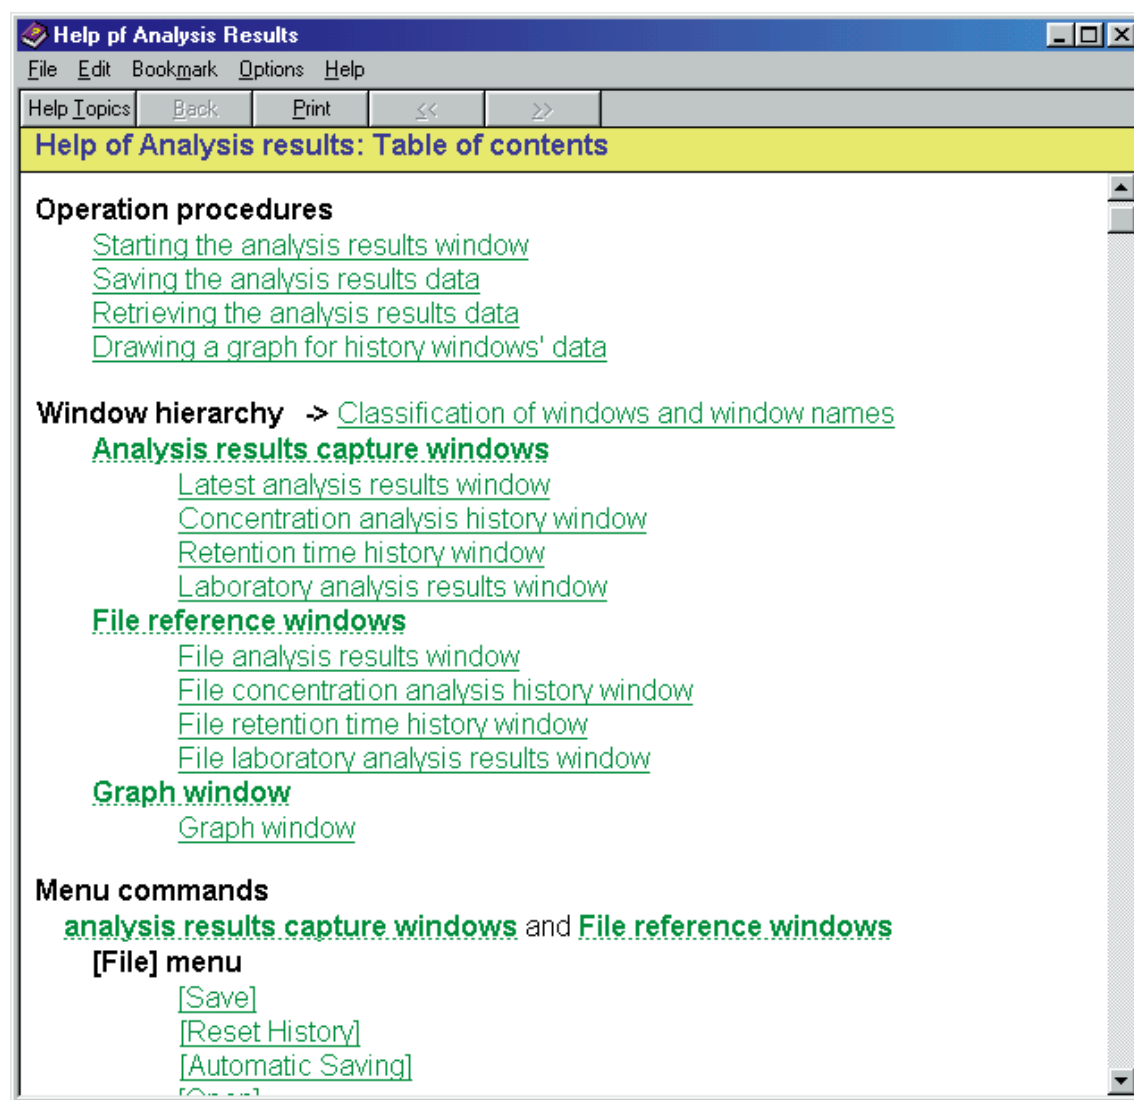 Help pf Analysis Results
File Edit Bookmark Options Help
Help Topics Back Print << >>
Help of Analysis results: Table of contents
Operation procedures
Starting the analysis results window
Saving the analysis results data
Retrieving the analysis results data
Drawing a graph for history windows' data
Window hierarchy -> Classification of windows and window names
Analysis results capture windows
Latest analysis results window
Concentration analysis history window
Retention time history window
Laboratory analysis results window
File reference windows
File analysis results window
File concentration analysis history window
File retention time history window
File laboratory analysis results window
Graph window
Graph window
Menu commands
analysis results capture windows and File reference windows
[File] menu
[Save]
[Reset History]
[Automatic Saving]